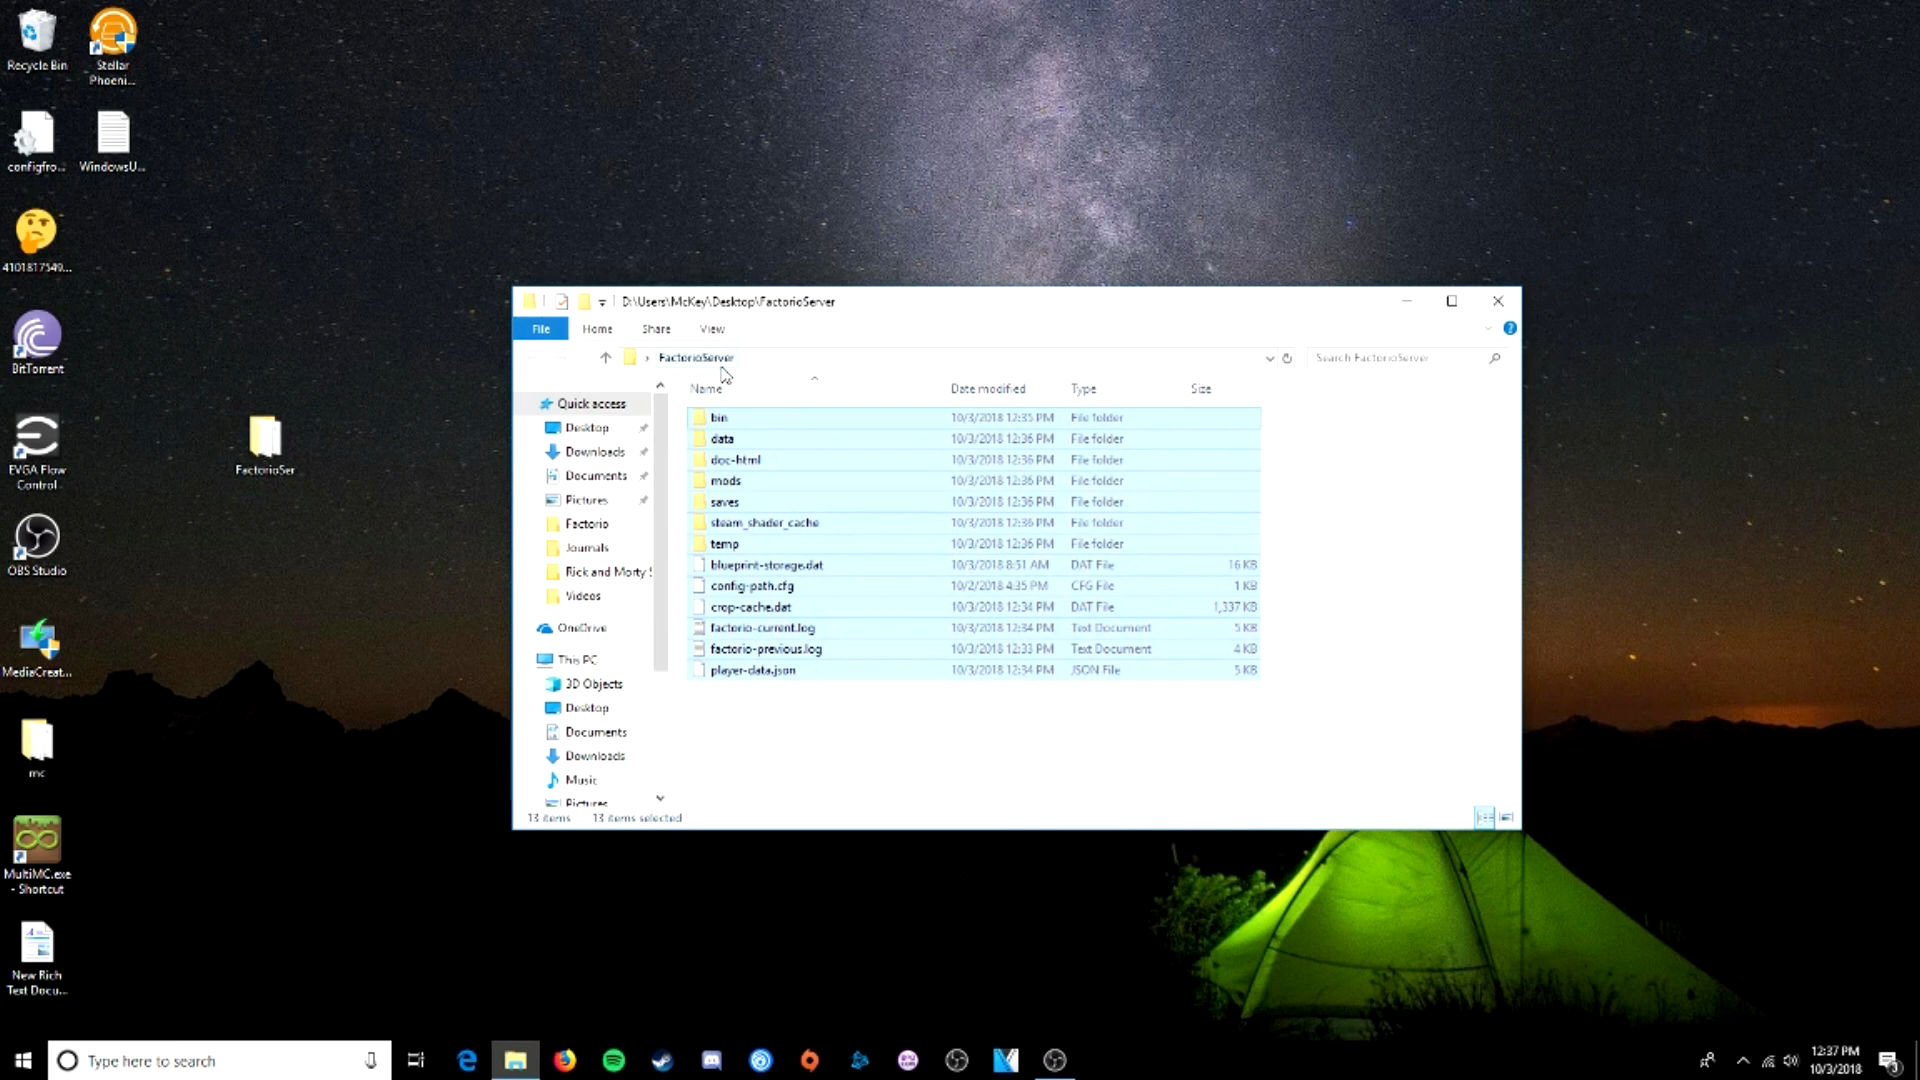 Recycle Bin
Stellar Phoeni...
configfro...
WindowsU...
4101817549...
BitTorrent
EVGA Flow Control
FactorioSer
OBS Studio
MediaCreat...
mc
MultiMC.exe - Shortcut
New Rich Text Docu...
D:\Users\McKey\Desktop\FactorioServer
File Home Share View
FactorioServer
Search FactorioServer
Name Date modified Type Size
Quick access
Desktop
Downloads
Documents
Pictures
Factorio
Journals
Rick and Morty
Videos
OneDrive
This PC
3D Objects
Desktop
Documents
Downloads
Music
Pictures
bin 10/3/2018 12:35 PM File folder
data 10/3/2018 12:36 PM File folder
doc-html 10/3/2018 12:36 PM File folder
mods 10/3/2018 12:36 PM File folder
saves 10/3/2018 12:36 PM File folder
steam_shader_cache 10/3/2018 12:36 PM File folder
temp 10/3/2018 12:36 PM File folder
blueprint-storage.dat 10/3/2018 8:51 AM DAT File 16 KB
config-path.cfg 10/2/2018 4:35 PM CFG File 1 KB
crop-cache.dat 10/3/2018 12:34 PM DAT File 1,337 KB
factorio-current.log 10/3/2018 12:34 PM Text Document 5 KB
factorio-previous.log 10/3/2018 12:33 PM Text Document 4 KB
player-data.json 10/3/2018 12:34 PM JSON File 5 KB
13 items 13 items selected
Type here to search
12:37 PM
10/3/2018
3